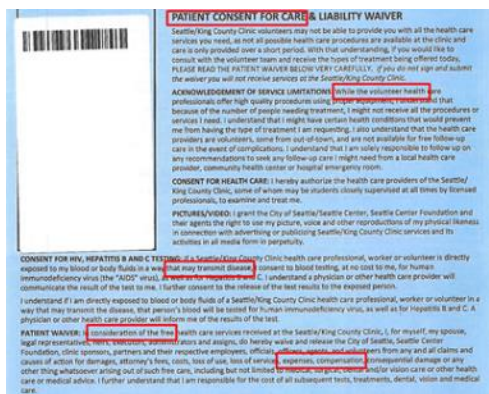 PATIENT CONSENT FOR CARE & LIABILITY WAIVER
Seattle/King County Clinic volunteers may not be able to provide you with all the health care
services you need, as not all possible health care procedures are available at the clinic and
care is only provided over a short period. With that understanding, if you would like to
consult with the volunteer team and receive the types of treatment being offered today,
PLEASE READ THE PATIENT WAIVER BELOW VERY CAREFULLY. If you do not sign and submit
the waiver you will not receive services at the Seattle/King County Clinic.
ACKNOWLEDGEMENT OF SERVICE LIMITATIONS: While the volunteer health care
professionals offer high quality procedures using proper equipment, I understand that
because of the number of people needing treatment, I might not receive all the procedures or
services I need. I understand that I might have certain health conditions that would prevent
me from having the type of treatment I am requesting. I also understand that the health care
providers are volunteers, some from out-of-town, and are not available for free follow-up
care in the event of complications. I understand that I am solely responsible to follow up on
any recommendations to seek any follow-up care I might need from a local health care
provider, community health center or hospital emergency room.
CONSENT FOR HEALTH CARE: I hereby authorize the health care providers of the Seattle/
King County Clinic, some of whom may be students closely supervised at all times by licensed
professionals, to examine and treat me.
PICTURES/VIDEO: I grant the City of Seattle/Seattle Center, Seattle Center Foundation and
their agents the right to use my picture, voice and other reproductions of my physical likeness
in connection with advertising or publicizing Seattle/King County Clinic services and its
activities in all media form in perpetuity.
CONSENT FOR HIV, HEPATITIS B AND C TESTING: If a Seattle/King County Clinic health care professional, worker or volunteer is directly
exposed to my blood or body fluids in a way that may transmit disease, I consent to blood testing, at no cost to me, for human
immunodeficiency virus (the "AIDS" virus), as well as for Hepatitis B and C. I understand a physician or other health care provider will
communicate the result of the test to me. I further consent to the release of the test results to the exposed person.
I understand if I am directly exposed to blood or body fluids of a Seattle/King County Clinic health care professional, worker or volunteer in a
way that may transmit disease, that person's blood will be tested for human immunodeficiency virus, as well as for Hepatitis B and C. A
physician or other health care provider will inform me of the results of the test.
PATIENT WAIVER: In consideration of the free health care services received at the Seattle/King County Clinic, I, for myself, my spouse,
legal representatives, heirs, executors, administrators and assigns, do hereby waive and release the City of Seattle, Seattle Center
Foundation, clinic sponsors, partners and their respective employees, officials, officers, agents, and volunteers from any and all claims and
causes of action for damages, attorney's fees, costs, loss of use, loss of services, expenses, compensation, consequential damage or any
other thing whatsoever arising out of such free care, including but not limited to medical, surgical, dental and/or vision care or other health
care or medical advice. I further understand that I am responsible for the cost of all subsequent tests, treatments, dental, vision and medical
care.